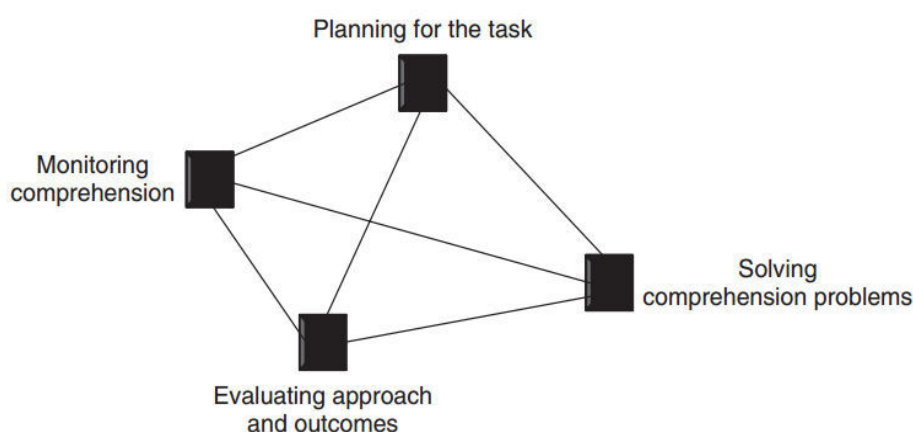 Planning for the task
Monitoring
comprehension
Solving
comprehension problems
Evaluating approach
and outcomes